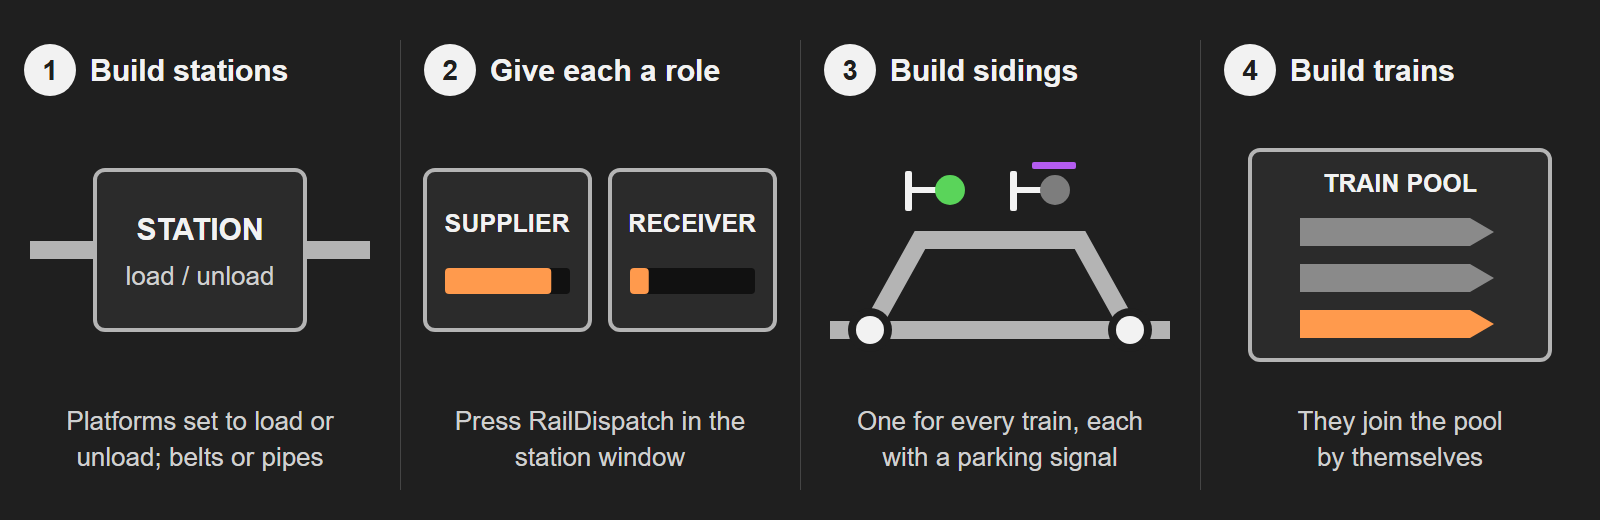 1 Build stations
STATION
load / unload
Platforms set to load or
unload; belts or pipes
2 Give each a role
SUPPLIER
RECEIVER
Press RailDispatch in the
station window
3 Build sidings
One for every train, each
with a parking signal
4 Build trains
TRAIN POOL
They join the pool
by themselves